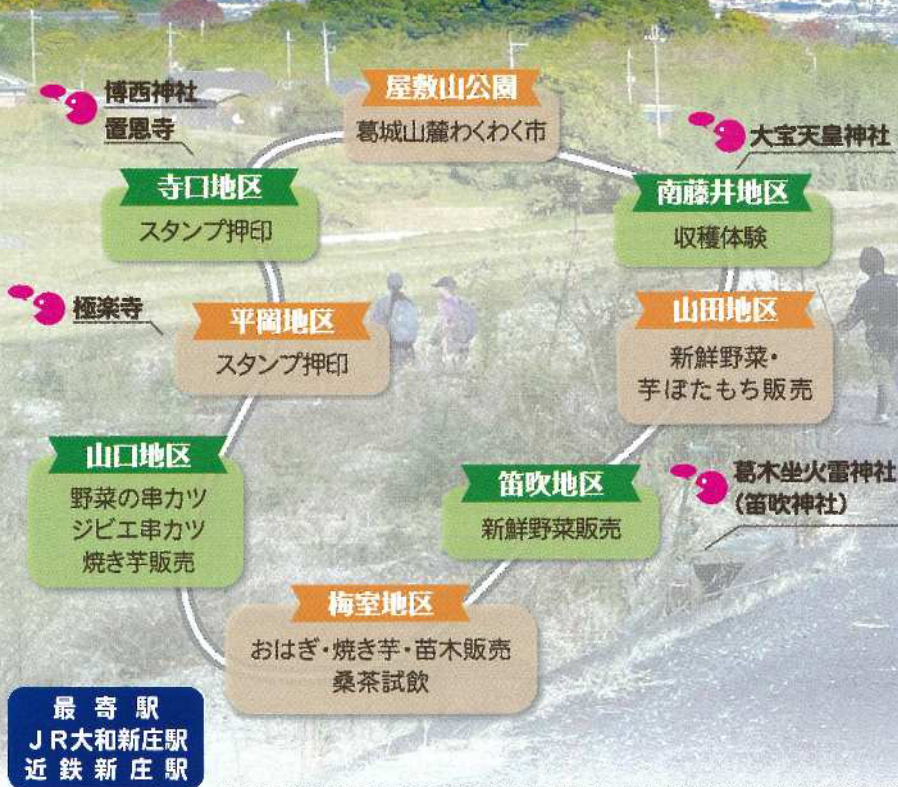 屋敷山公園
葛城山麓わくわく市
博西神社
置恩寺
寺口地区
スタンプ押印
大宝天皇神社
南藤井地区
収穫体験
極楽寺
平岡地区
スタンプ押印
山田地区
新鮮野菜・
芋ぼたもち販売
山口地区
野菜の串カツ
ジビエ串カツ
焼き芋販売
笛吹地区
新鮮野菜販売
葛木坐火雷神社
(笛吹神社)
梅室地区
おはぎ・焼き芋・苗木販売
桑茶試飲
最寄駅
JR大和新庄駅
近鉄新庄駅